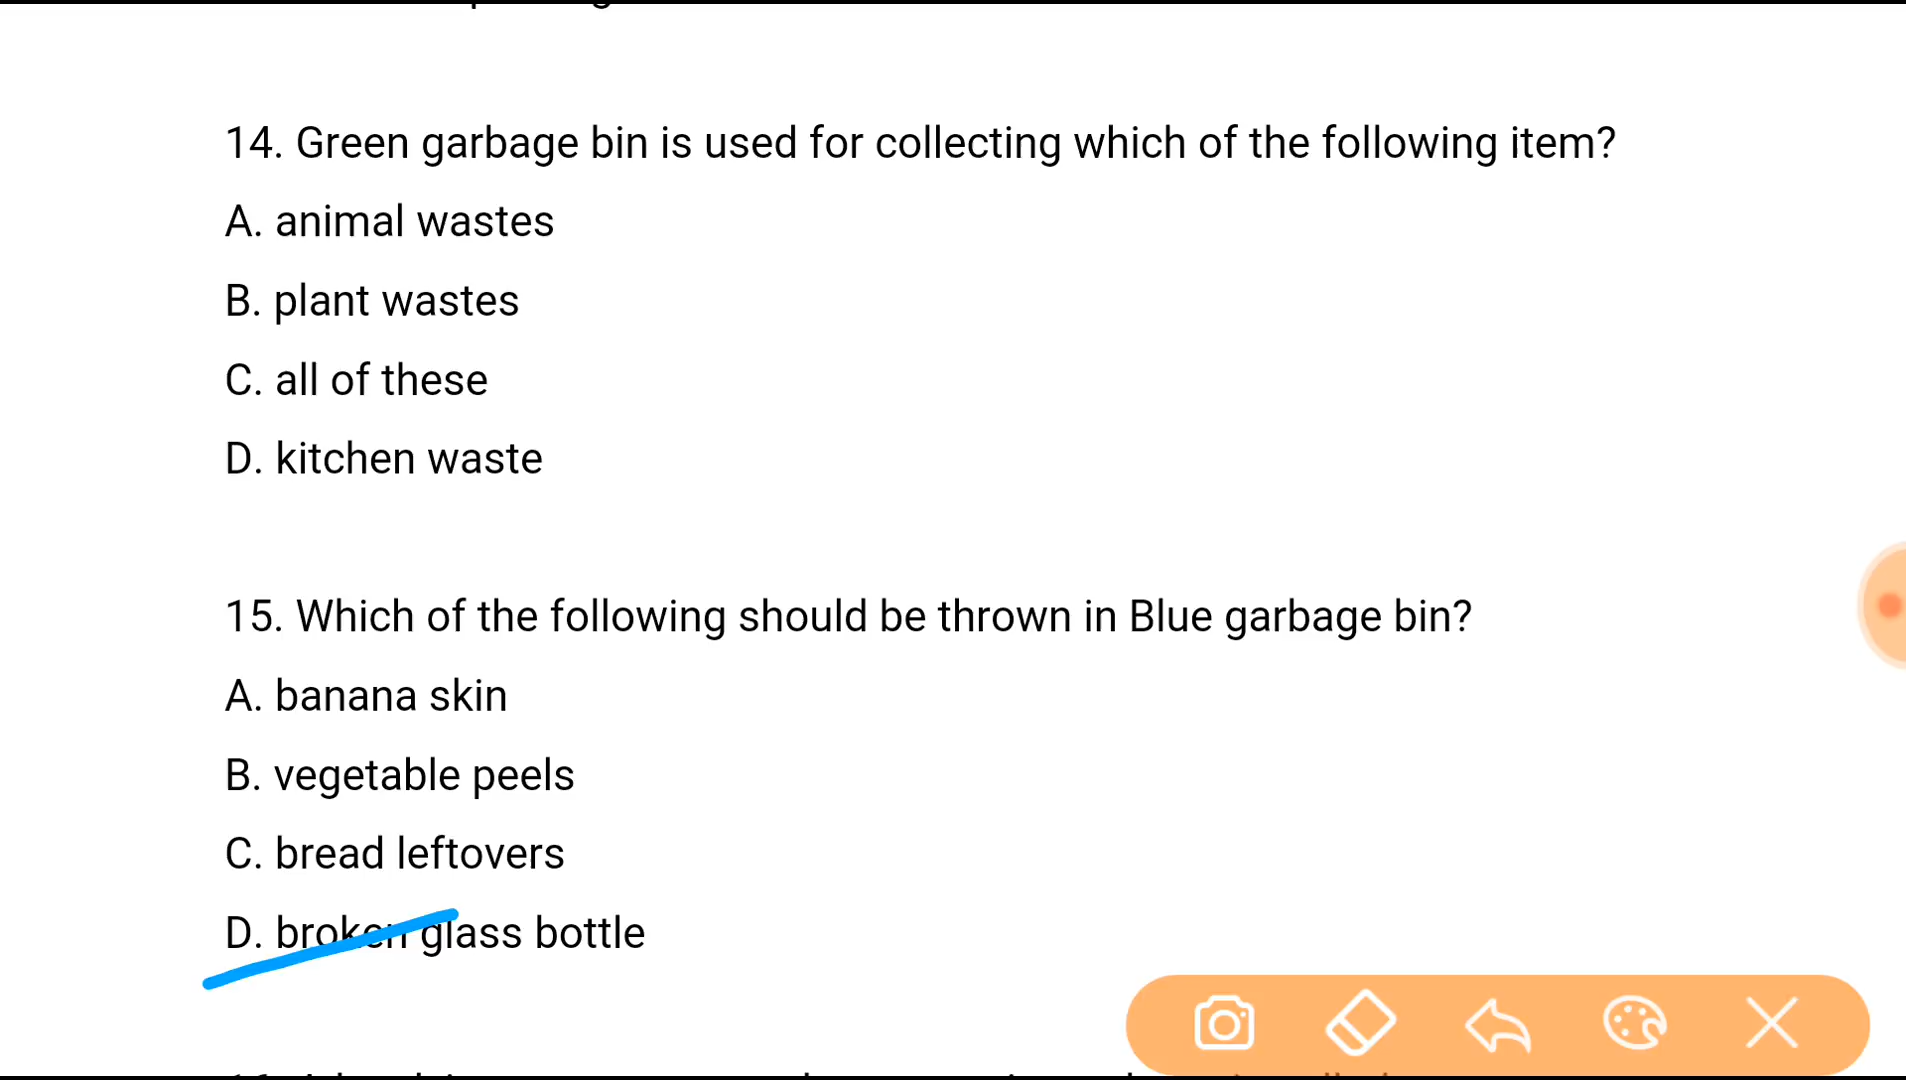 14. Green garbage bin is used for collecting which of the following item?
A. animal wastes
B. plant wastes
C. all of these
D. kitchen waste
15. Which of the following should be thrown in Blue garbage bin?
A. banana skin
B. vegetable peels
C. bread leftovers
D. broken glass bottle